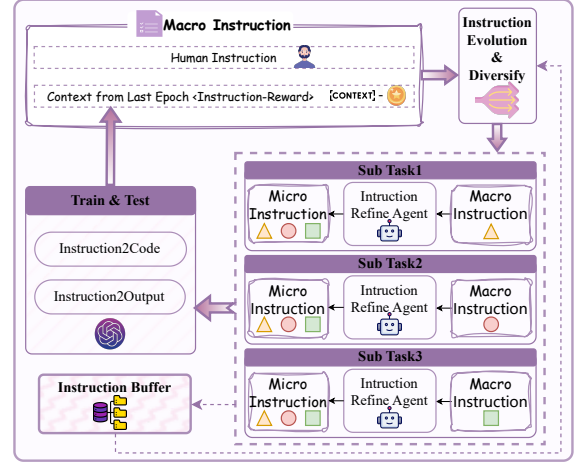 Macro Instruction
Human Instruction
Context from Last Epoch <Instruction-Reward> [CONTEXT] -
Instruction
Evolution
&
Diversify
Train & Test
Instruction2Code
Instruction2Output
Sub Task1
Micro
Instruction
Intruction
Refine Agent
Macro
Instruction
Sub Task2
Micro
Instruction
Intruction
Refine Agent
Macro
Instruction
Sub Task3
Micro
Instruction
Intruction
Refine Agent
Macro
Instruction
Instruction Buffer